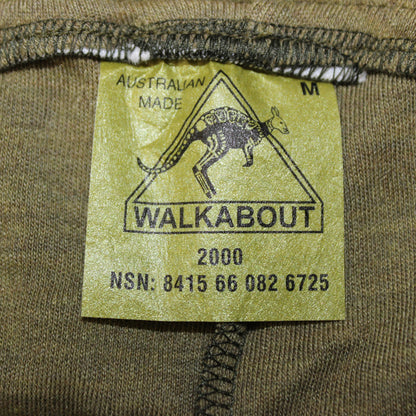 AUSTRALIAN
MADE
M
WALKABOUT
2000
NSN: 8415 66 082 6725